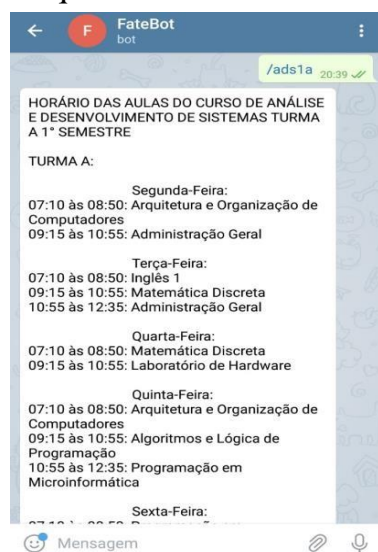 F
FateBot
bot
/ads1a 20:39
HORÁRIO DAS AULAS DO CURSO DE ANÁLISE
E DESENVOLVIMENTO DE SISTEMAS TURMA
A 1° SEMESTRE
TURMA A:
Segunda-Feira:
07:10 às 08:50: Arquitetura e Organização de
Computadores
09:15 às 10:55: Administração Geral
Terça-Feira:
07:10 às 08:50: Inglês 1
09:15 às 10:55: Matemática Discreta
10:55 às 12:35: Administração Geral
Quarta-Feira:
07:10 às 08:50: Matemática Discreta
09:15 às 10:55: Laboratório de Hardware
Quinta-Feira:
07:10 às 08:50: Arquitetura e Organização de
Computadores
09:15 às 10:55: Algoritmos e Lógica de
Programação
10:55 às 12:35: Programação em
Microinformática
Sexta-Feira:
Mensagem